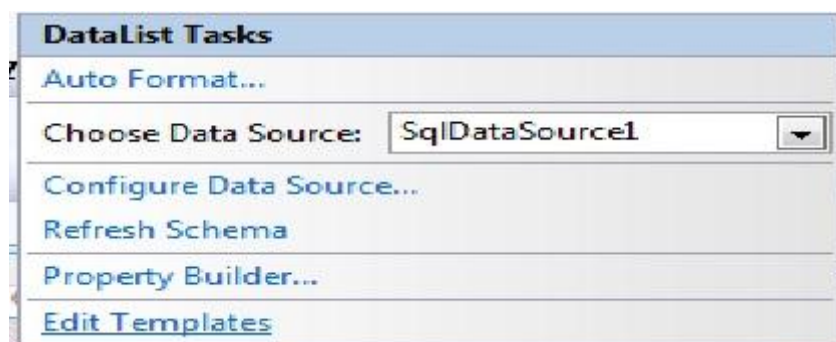 DataList Tasks
Auto Format...
Choose Data Source: SqlDataSource1
Configure Data Source...
Refresh Schema
Property Builder...
Edit Templates